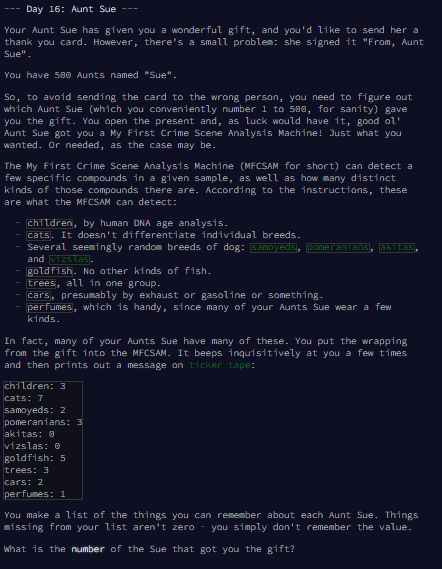 --- Day 16: Aunt Sue ---
Your Aunt Sue has given you a wonderful gift, and you'd like to send her a
thank you card. However, there's a small problem: she signed it "From, Aunt
Sue".
You have 500 Aunts named "Sue".
So, to avoid sending the card to the wrong person, you need to figure out
which Aunt Sue (which you conveniently number 1 to 500, for sanity) gave
you the gift. You open the present and, as luck would have it, good ol'
Aunt Sue got you a My First Crime Scene Analysis Machine! Just what you
wanted. Or needed, as the case may be.
The My First Crime Scene Analysis Machine (MFCSAM for short) can detect a
few specific compounds in a given sample, as well as how many distinct
kinds of those compounds there are. According to the instructions, these
are what the MFCSAM can detect:
- children, by human DNA age analysis.
- cats. It doesn't differentiate individual breeds.
- Several seemingly random breeds of dog: samoyeds, pomeranians, akitas,
and vizslas.
- goldfish. No other kinds of fish.
- trees, all in one group.
- cars, presumably by exhaust or gasoline or something.
- perfumes, which is handy, since many of your Aunts Sue wear a few
kinds.
In fact, many of your Aunts Sue have many of these. You put the wrapping
from the gift into the MFCSAM. It beeps inquisitively at you a few times
and then prints out a message on ticker tape:
children: 3
cats: 7
samoyeds: 2
pomeranians: 3
akitas: 0
vizslas: 0
goldfish: 5
trees: 3
cars: 2
perfumes: 1
You make a list of the things you can remember about each Aunt Sue. Things
missing from your list aren't zero - you simply don't remember the value.
What is the number of the Sue that got you the gift?